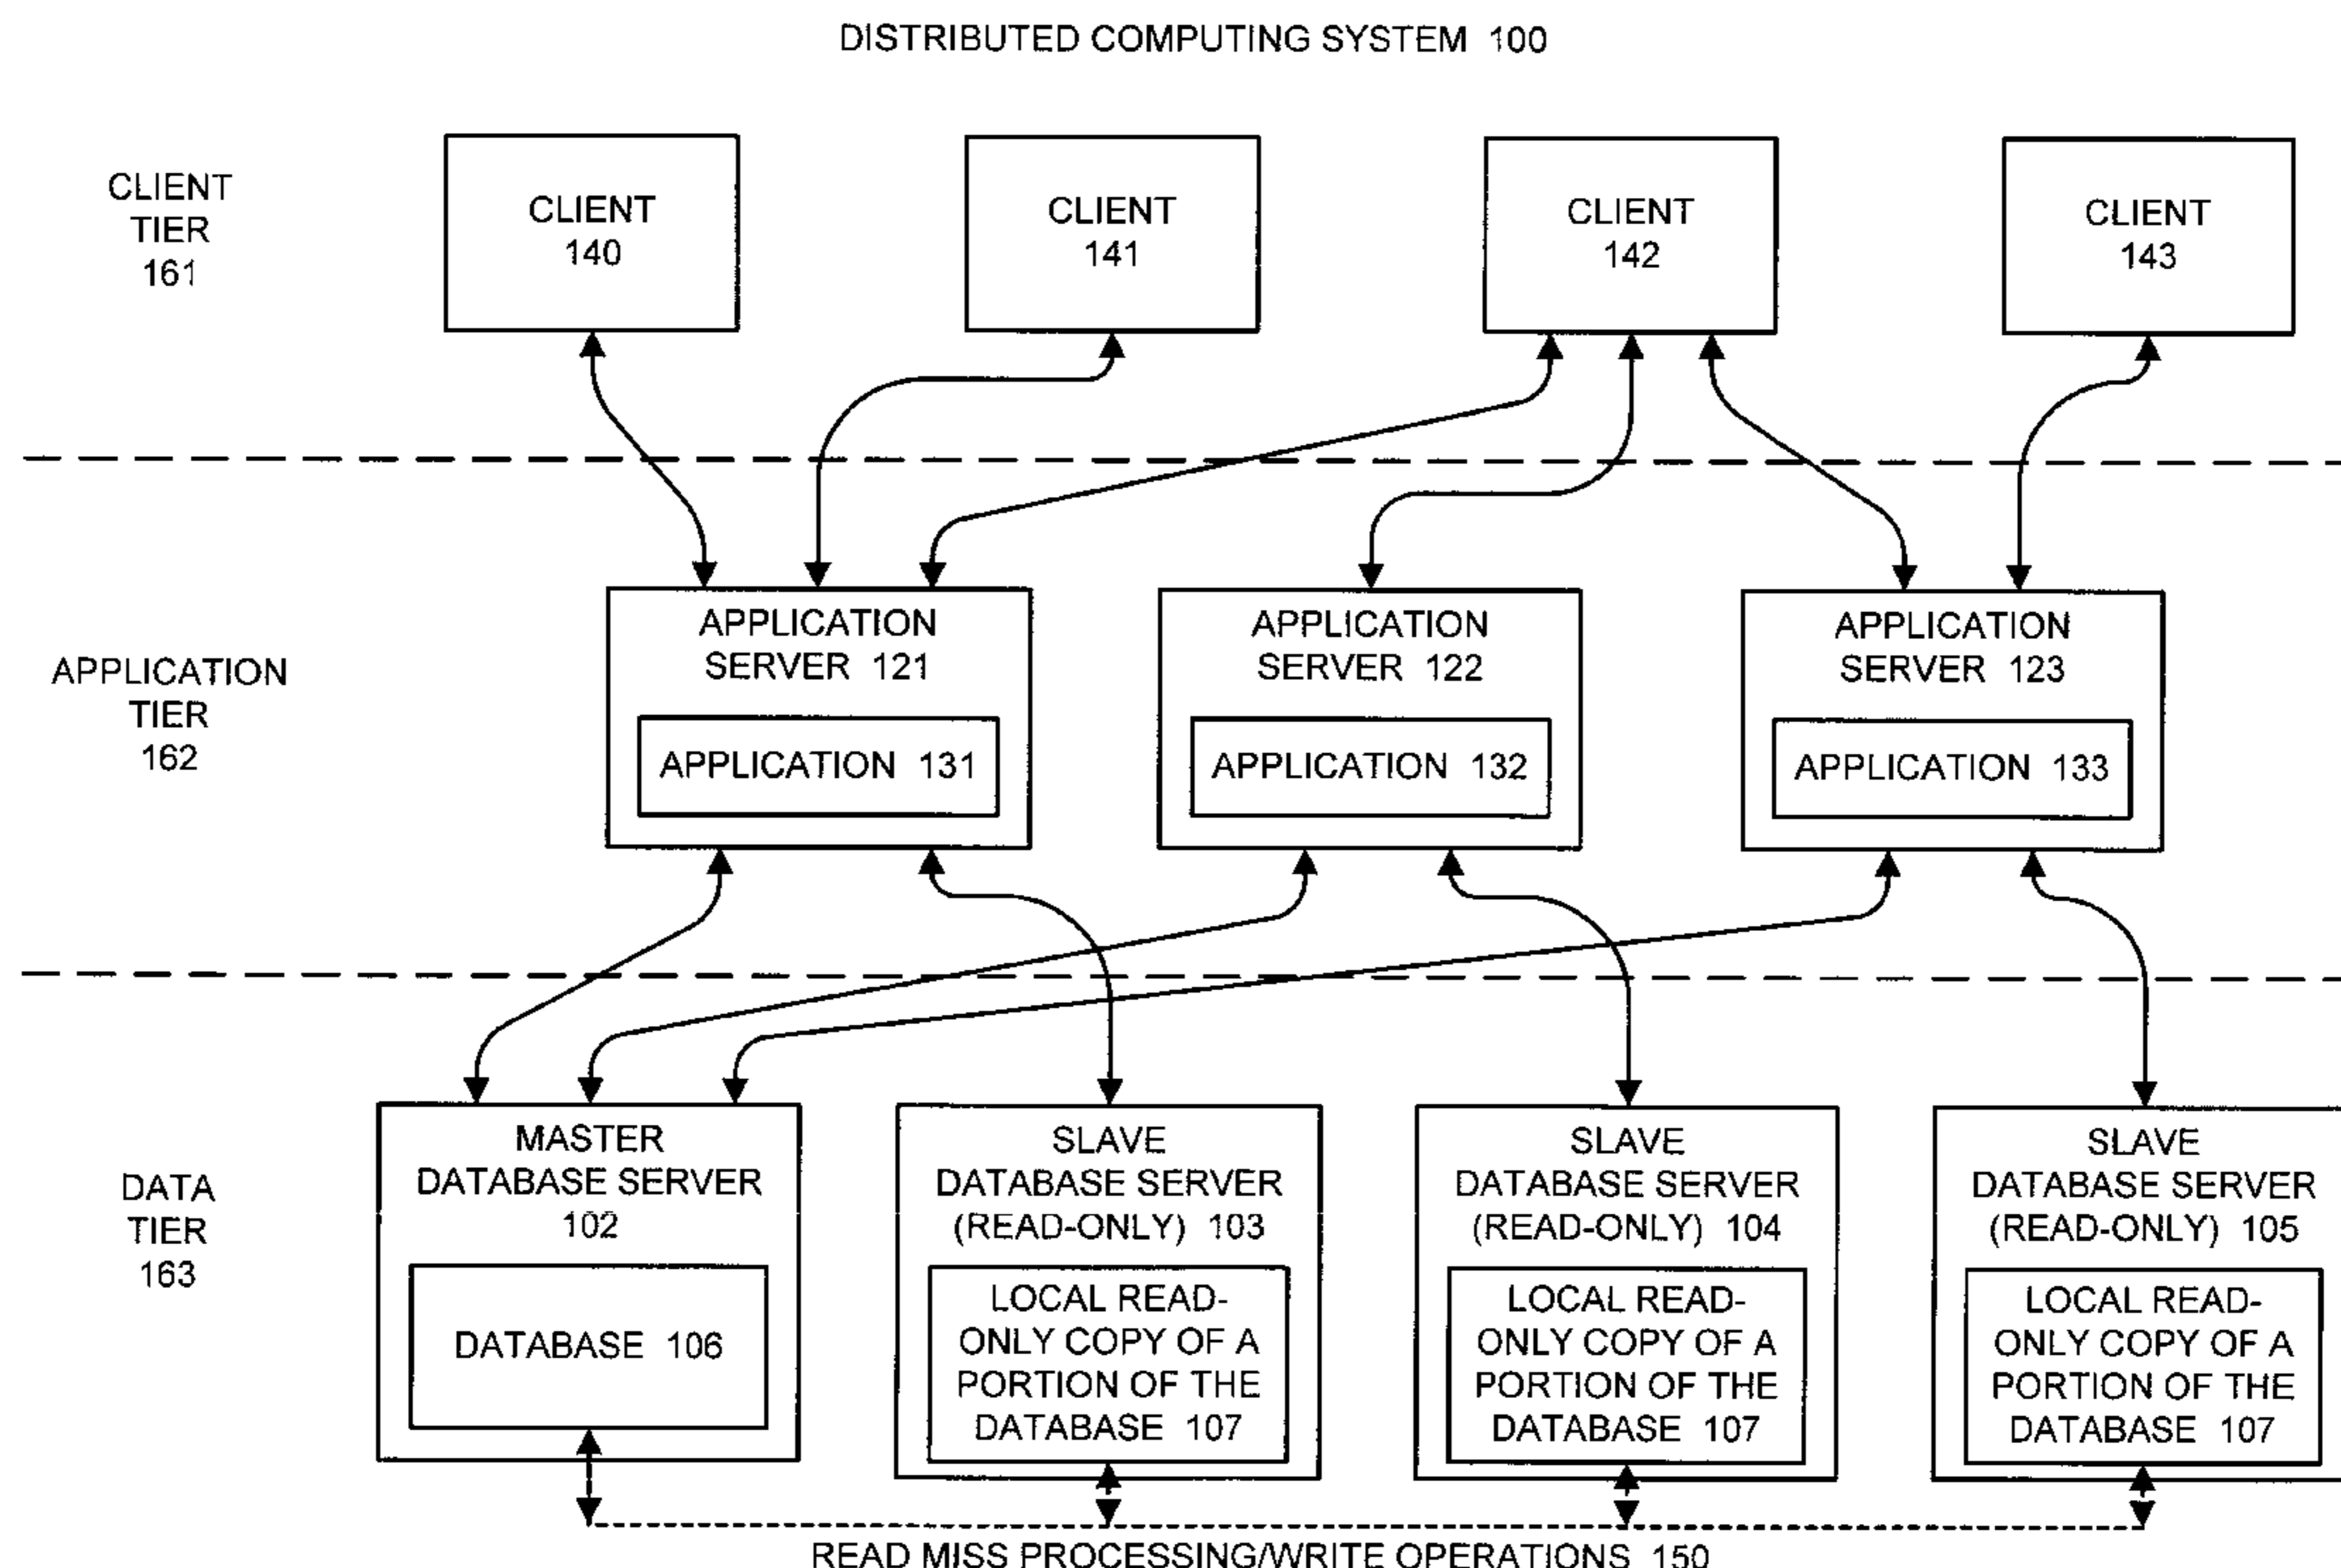 DISTRIBUTED COMPUTING SYSTEM 100
CLIENT
TIER
161
CLIENT
140
CLIENT
141
CLIENT
142
CLIENT
143
APPLICATION
TIER
162
APPLICATION
SERVER 121
APPLICATION 131
APPLICATION
SERVER 122
APPLICATION 132
APPLICATION
SERVER 123
APPLICATION 133
DATA
TIER
163
MASTER
DATABASE SERVER
102
DATABASE 106
SLAVE
DATABASE SERVER
(READ-ONLY) 103
LOCAL READ-
ONLY COPY OF A
PORTION OF THE
DATABASE 107
SLAVE
DATABASE SERVER
(READ-ONLY) 104
LOCAL READ-
ONLY COPY OF A
PORTION OF THE
DATABASE 107
SLAVE
DATABASE SERVER
(READ-ONLY) 105
LOCAL READ-
ONLY COPY OF A
PORTION OF THE
DATABASE 107
READ MISS PROCESSING/WRITE OPERATIONS 150